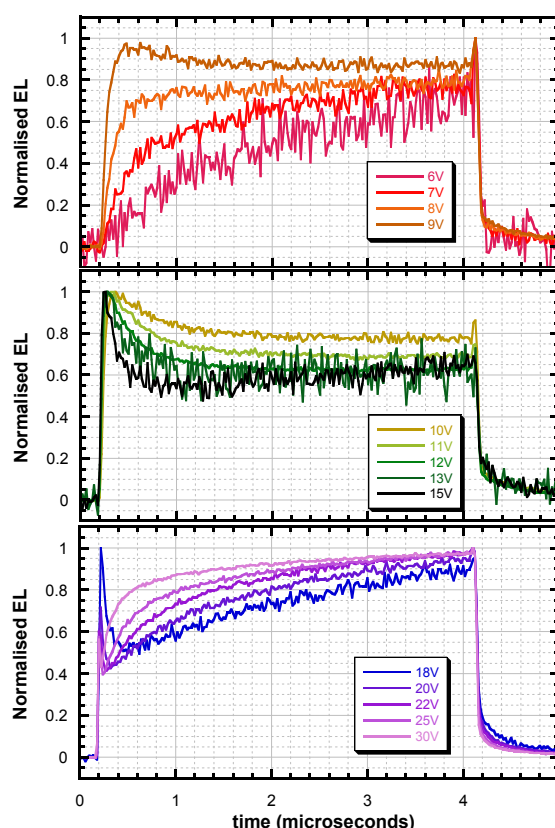 1
0.8
0.6
0.4
0.2
0
Normalised EL
6V
7V
8V
9V
1
0.8
0.6
0.4
0.2
0
Normalised EL
10V
11V
12V
13V
15V
1
0.8
0.6
0.4
0.2
0
Normalised EL
18V
20V
22V
25V
30V
0 1 2 3 4
time (microseconds)